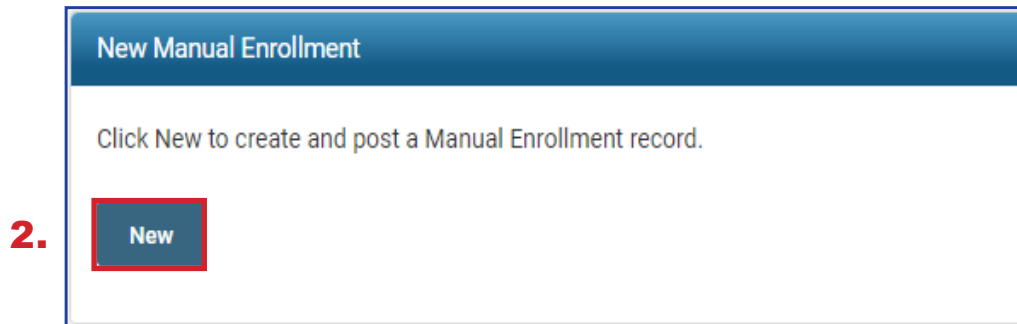 New Manual Enrollment
Click New to create and post a Manual Enrollment record.
2.
New